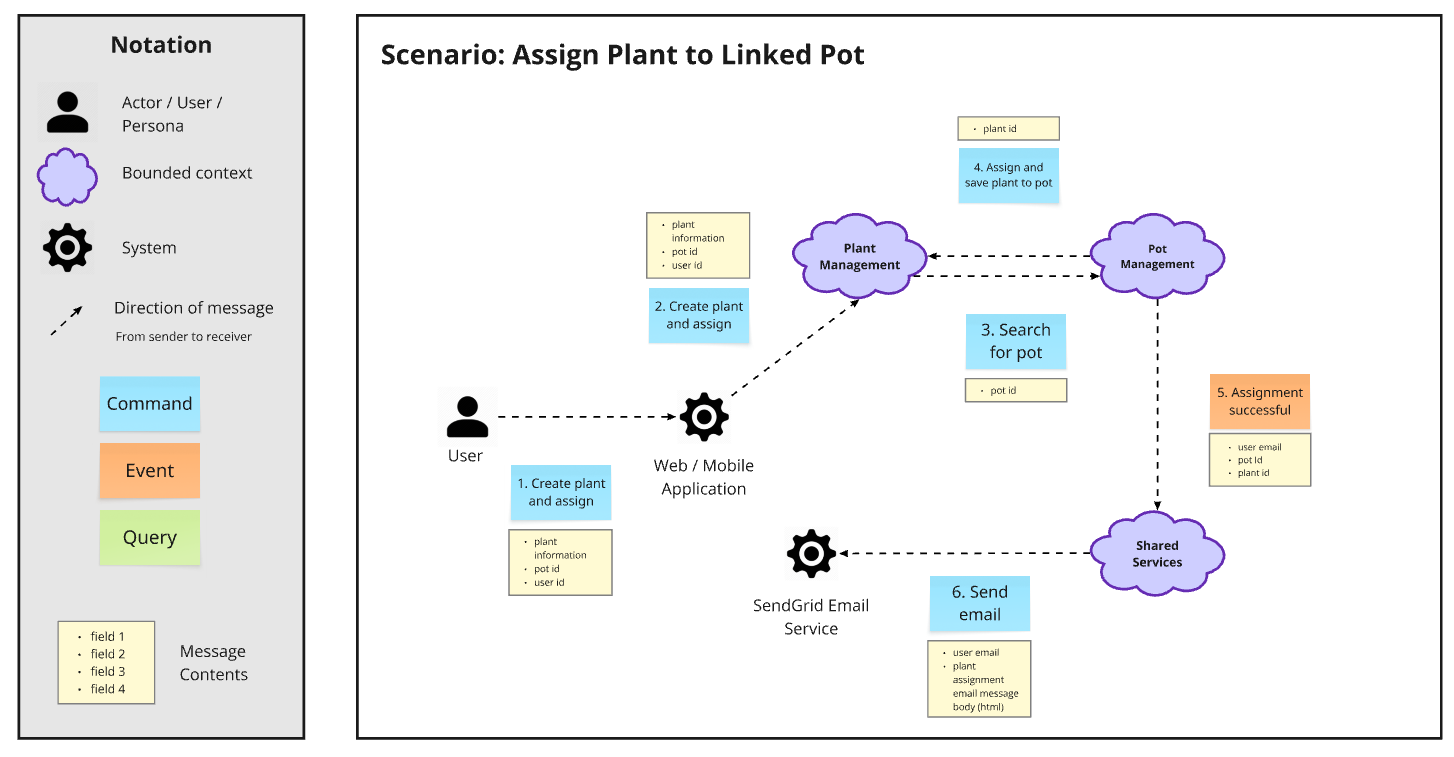 Notation
Actor / User /
Persona
Bounded context
System
Direction of message
From sender to receiver
Command
Event
Query
• field 1
• field 2
• field 3
• field 4
Message
Contents
Scenario: Assign Plant to Linked Pot
• plant id
4. Assign and
save plant to pot
• plant
information
• pot id
• user id
2. Create plant
and assign
Plant
Management
Pot
Management
3. Search
for pot
• pot id
5. Assignment
successful
• user email
• pot Id
• plant id
User
Web / Mobile
Application
1. Create plant
and assign
• plant
information
• pot id
• user id
Shared
Services
SendGrid Email
Service
6. Send
email
• user email
• plant
assignment
email message
body (html)